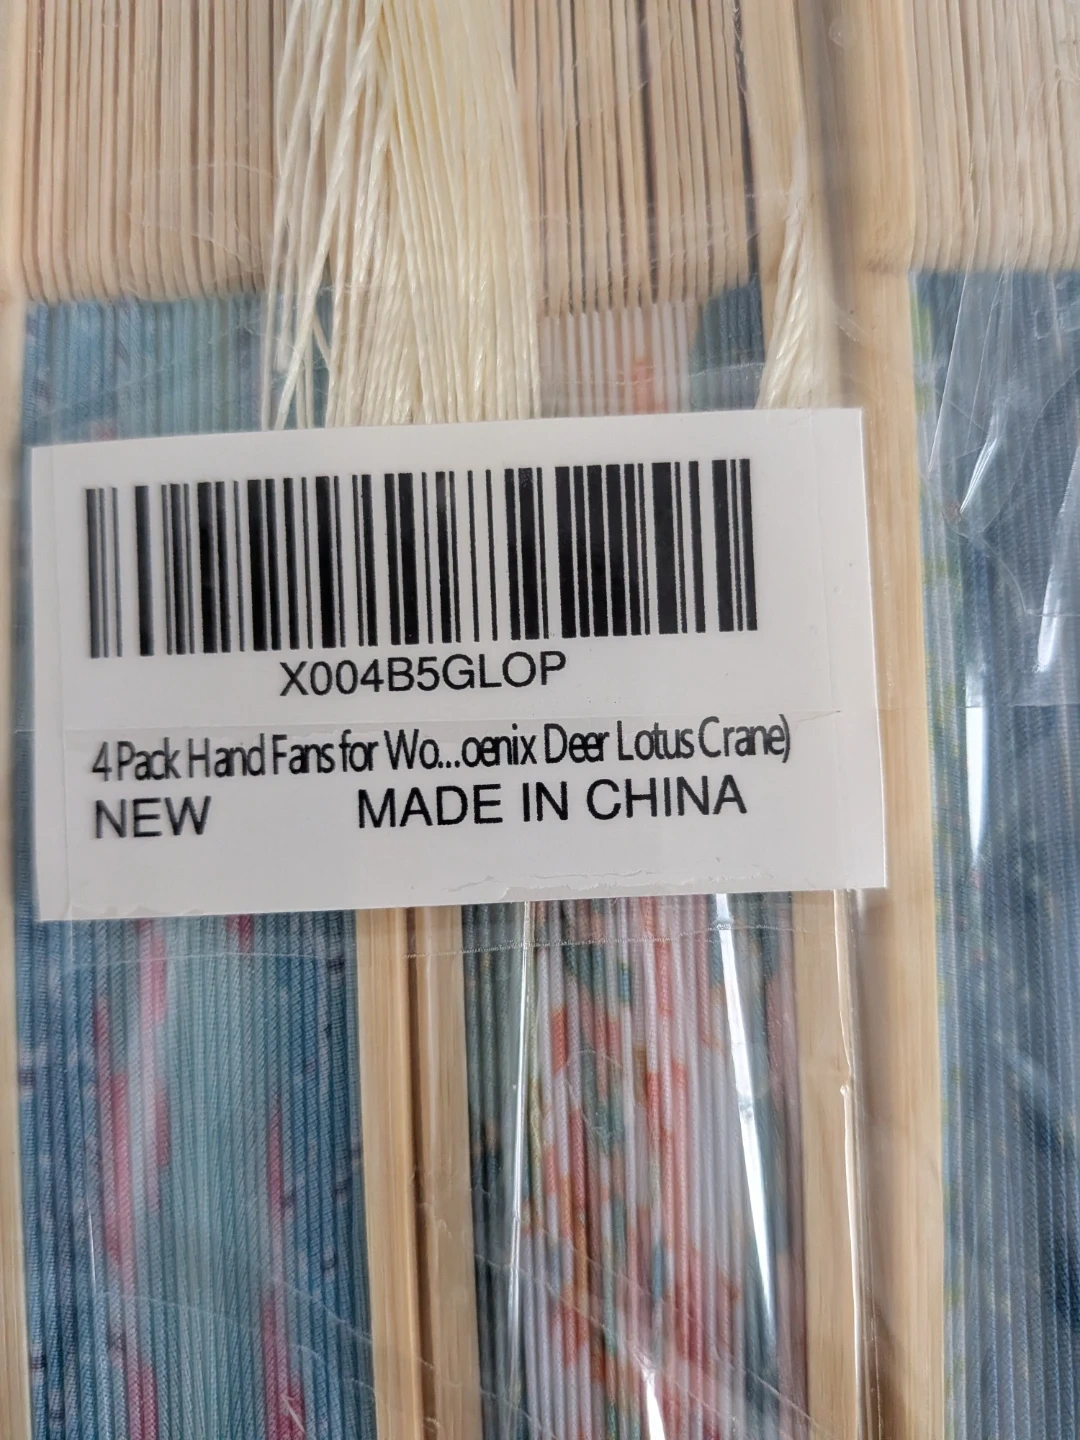 X004B5GLOP
4 Pack Hand Fans for Wo...oenix Deer Lotus Crane)
NEW MADE IN CHINA